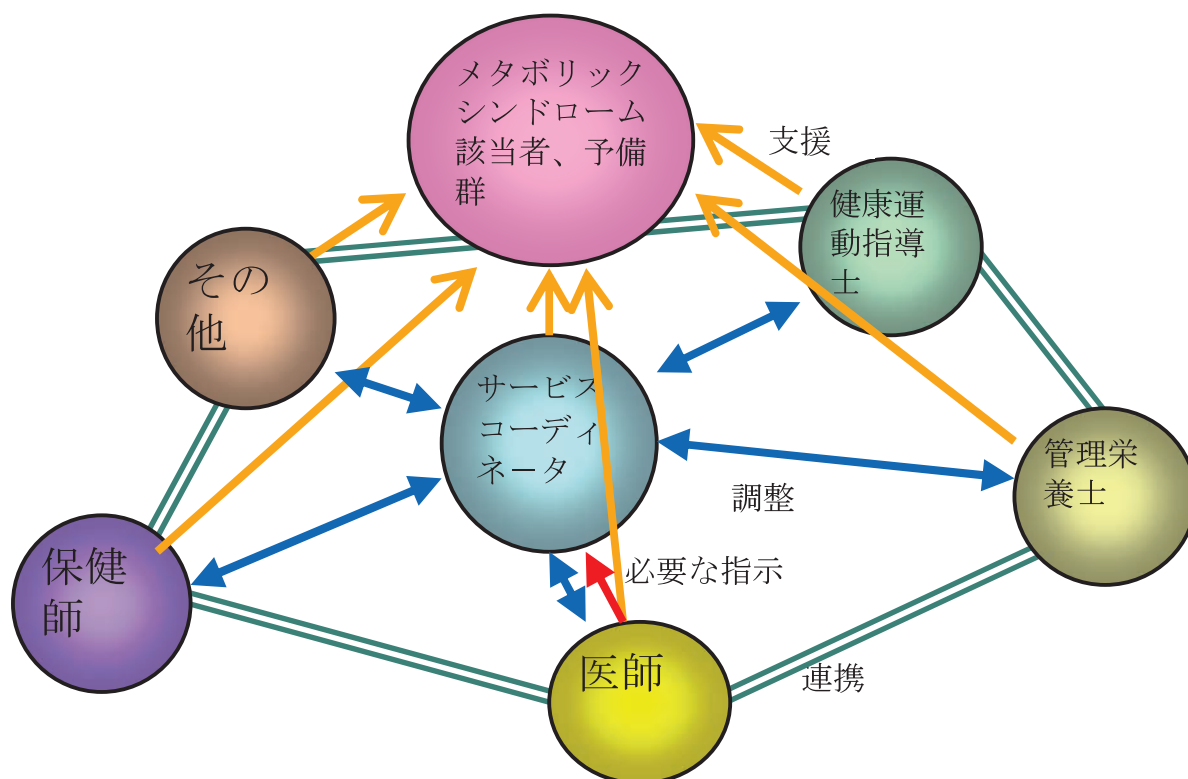 メタボリック
シンドローム
該当者、予備
群
支援
健康運
動指導
士
その
他
サービス
コーディ
ネータ
管理栄
養士
調整
保健
師
必要な指示
医師
連携